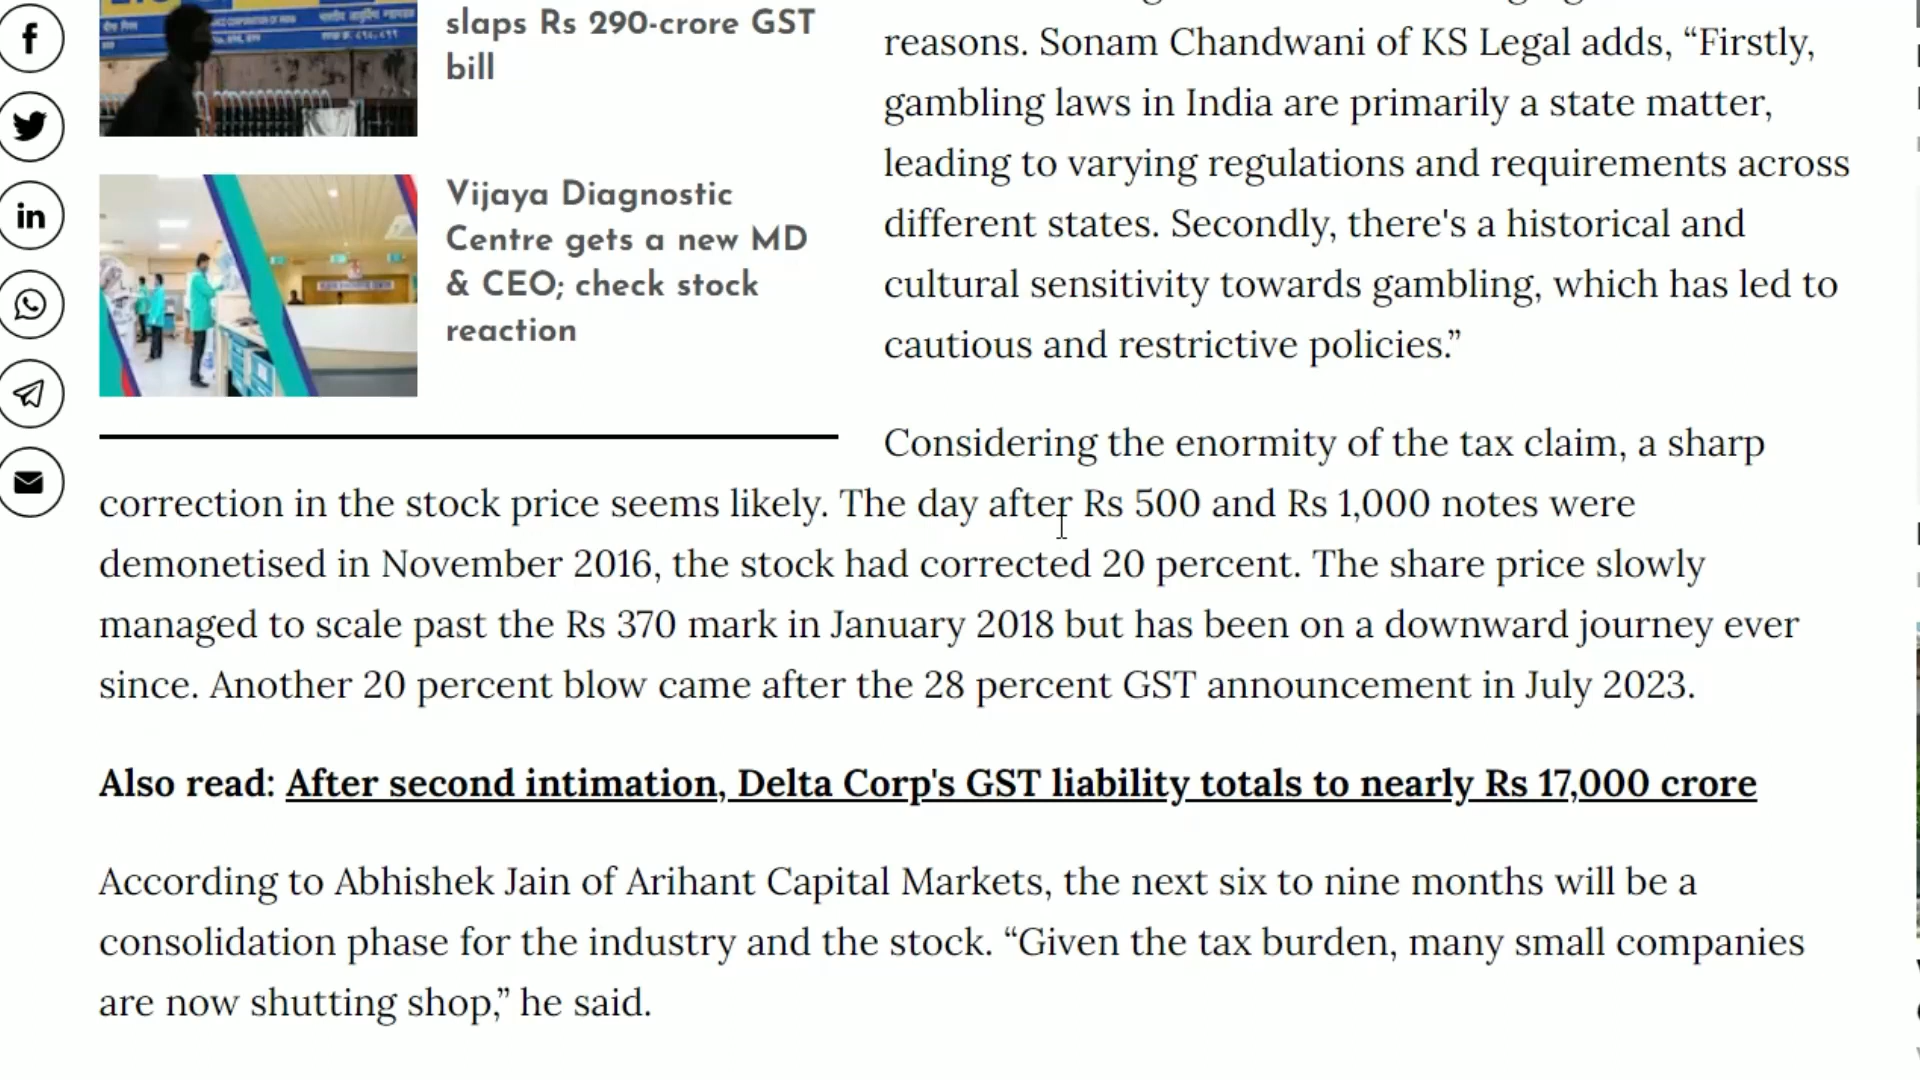 slaps Rs 290-crore GST
bill
Vijaya Diagnostic
Centre gets a new MD
& CEO; check stock
reaction
reasons. Sonam Chandwani of KS Legal adds, “Firstly,
gambling laws in India are primarily a state matter,
leading to varying regulations and requirements across
different states. Secondly, there's a historical and
cultural sensitivity towards gambling, which has led to
cautious and restrictive policies.”
Considering the enormity of the tax claim, a sharp
correction in the stock price seems likely. The day after Rs 500 and Rs 1,000 notes were
demonetised in November 2016, the stock had corrected 20 percent. The share price slowly
managed to scale past the Rs 370 mark in January 2018 but has been on a downward journey ever
since. Another 20 percent blow came after the 28 percent GST announcement in July 2023.
Also read: After second intimation, Delta Corp's GST liability totals to nearly Rs 17,000 crore
According to Abhishek Jain of Arihant Capital Markets, the next six to nine months will be a
consolidation phase for the industry and the stock. “Given the tax burden, many small companies
are now shutting shop,” he said.